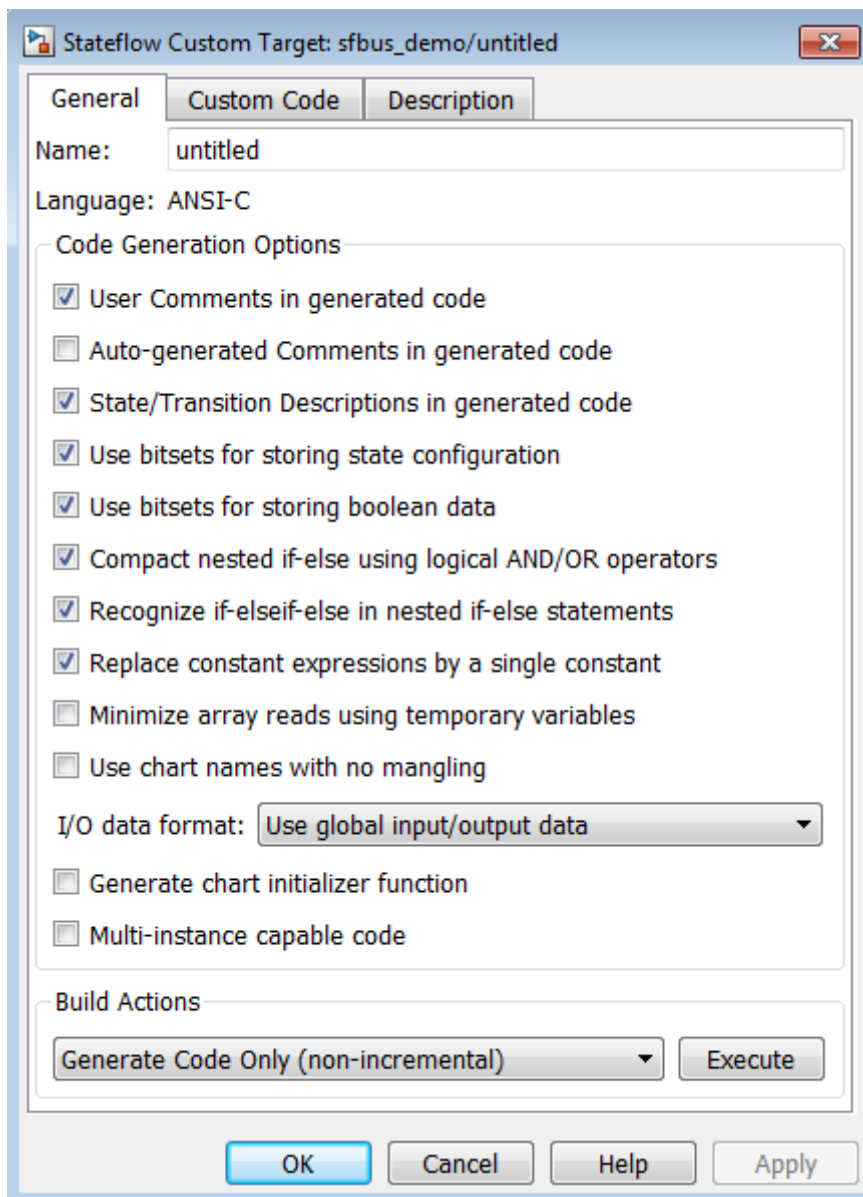 Stateflow Custom Target: sfbus_demo/untitled
General Custom Code Description
Name: untitled
Language: ANSI-C
Code Generation Options
User Comments in generated code
Auto-generated Comments in generated code
State/Transition Descriptions in generated code
Use bitsets for storing state configuration
Use bitsets for storing boolean data
Compact nested if-else using logical AND/OR operators
Recognize if-elseif-else in nested if-else statements
Replace constant expressions by a single constant
Minimize array reads using temporary variables
Use chart names with no mangling
I/O data format: Use global input/output data
Generate chart initializer function
Multi-instance capable code
Build Actions
Generate Code Only (non-incremental) Execute
OK Cancel Help Apply